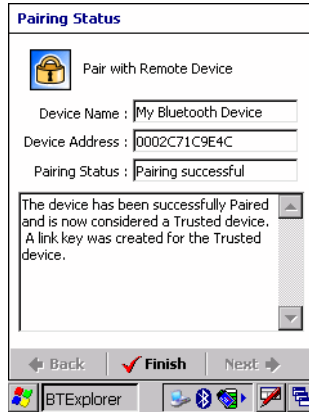 Pairing Status
Pair with Remote Device
Device Name : My Bluetooth Device
Device Address : 0002C71C9E4C
Pairing Status : Pairing successful
The device has been successfully Paired
and is now considered a Trusted device.
A link key was created for the Trusted
device.
Back Finish Next
BTExplorer